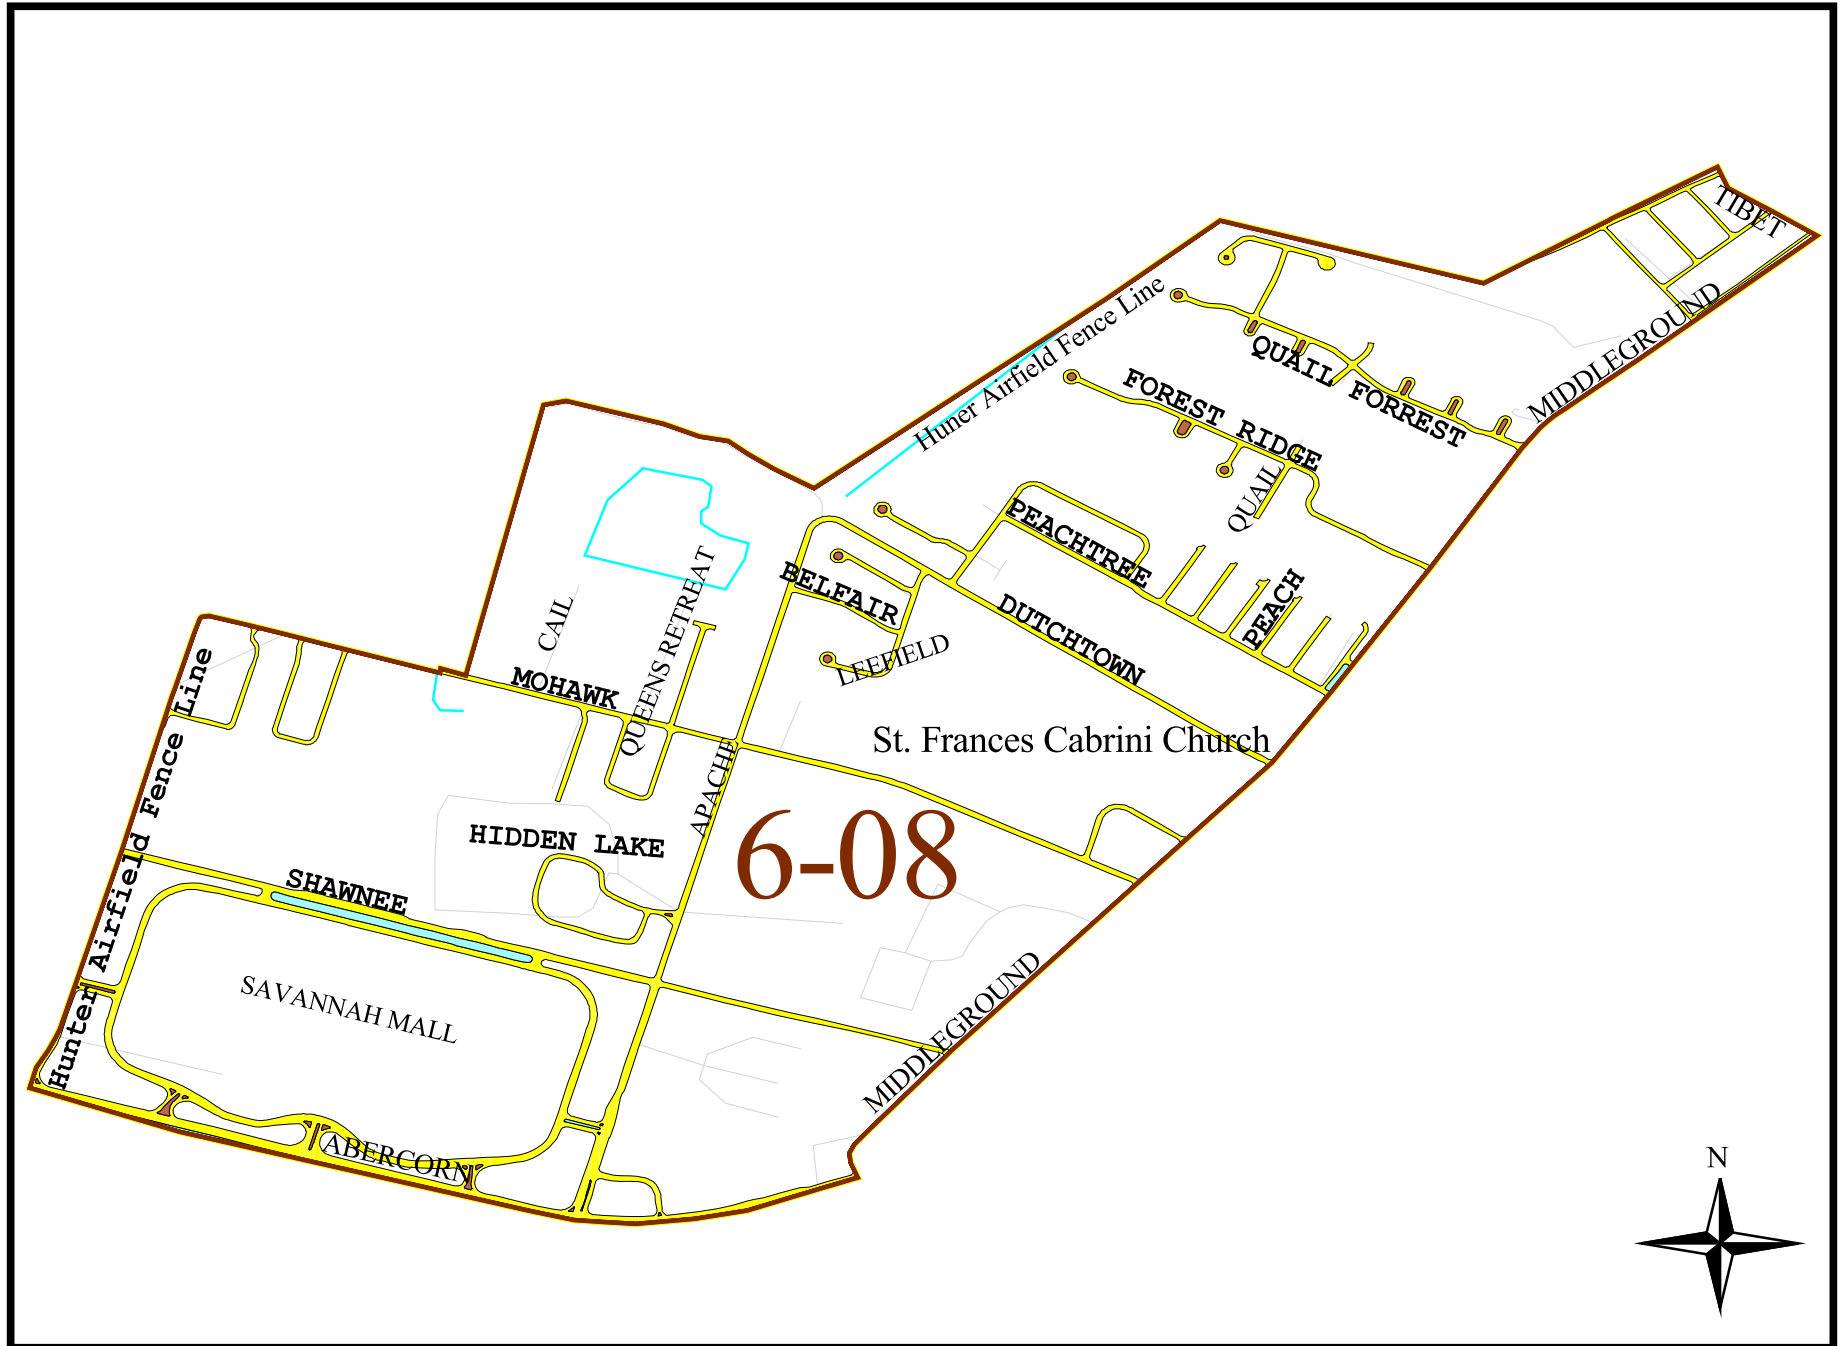 TIBET
MIDDLEGROUND
Huner Airfield Fence Line
QUAIL FORREST
FOREST RIDGE
QUAIL
PEACHTREE
PEACH
BELFAIR
DUTCHTOWN
LEEFIELD
CAIL
QUEENS RETREAT
MOHAWK
Hunter Airfield Fence Line
St. Frances Cabrini Church
APACHE
6-08
HIDDEN LAKE
SHAWNEE
SAVANNAH MALL
MIDDLEGROUND
ABERCORN
N